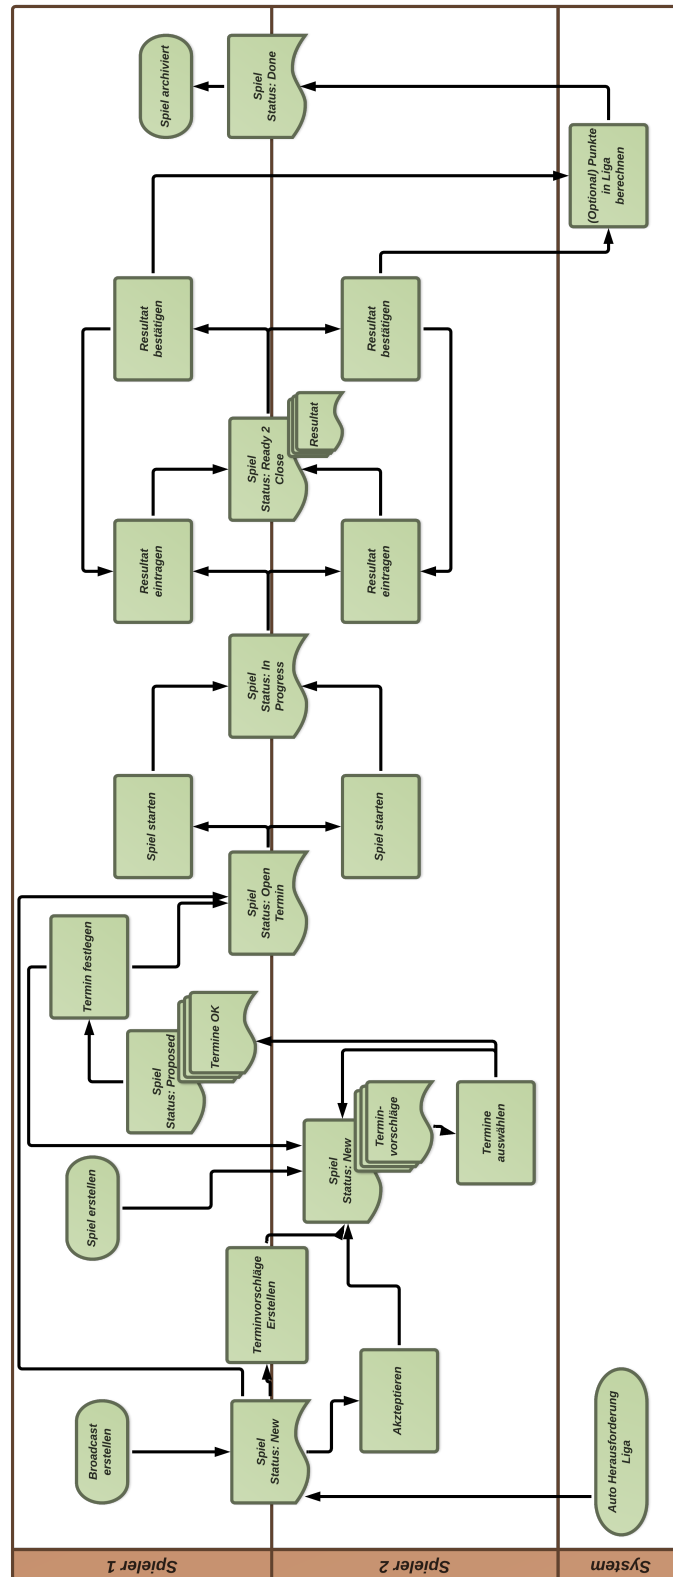 Spieler 1
Spieler 2
System
Broadcast
erstellen
Spiel
Status: New
Akzteptieren
Auto Herausforderung
Liga
Terminvorschläge
Erstellen
Spiel erstellen
Spiel
Status: New
Termin-
vorschläge
Termine
auswählen
Spiel
Status: Proposed
Termine OK
Termin festlegen
Spiel
Status: Open
Termin
Spiel starten
Spiel starten
Spiel
Status: In
Progress
Resultat
eintragen
Resultat
eintragen
Spiel
Status: Ready 2
Close
Resultat
Resultat
bestätigen
Resultat
bestätigen
(Optional) Punkte
in Liga
berechnen
Spiel
Status: Done
Spiel archiviert